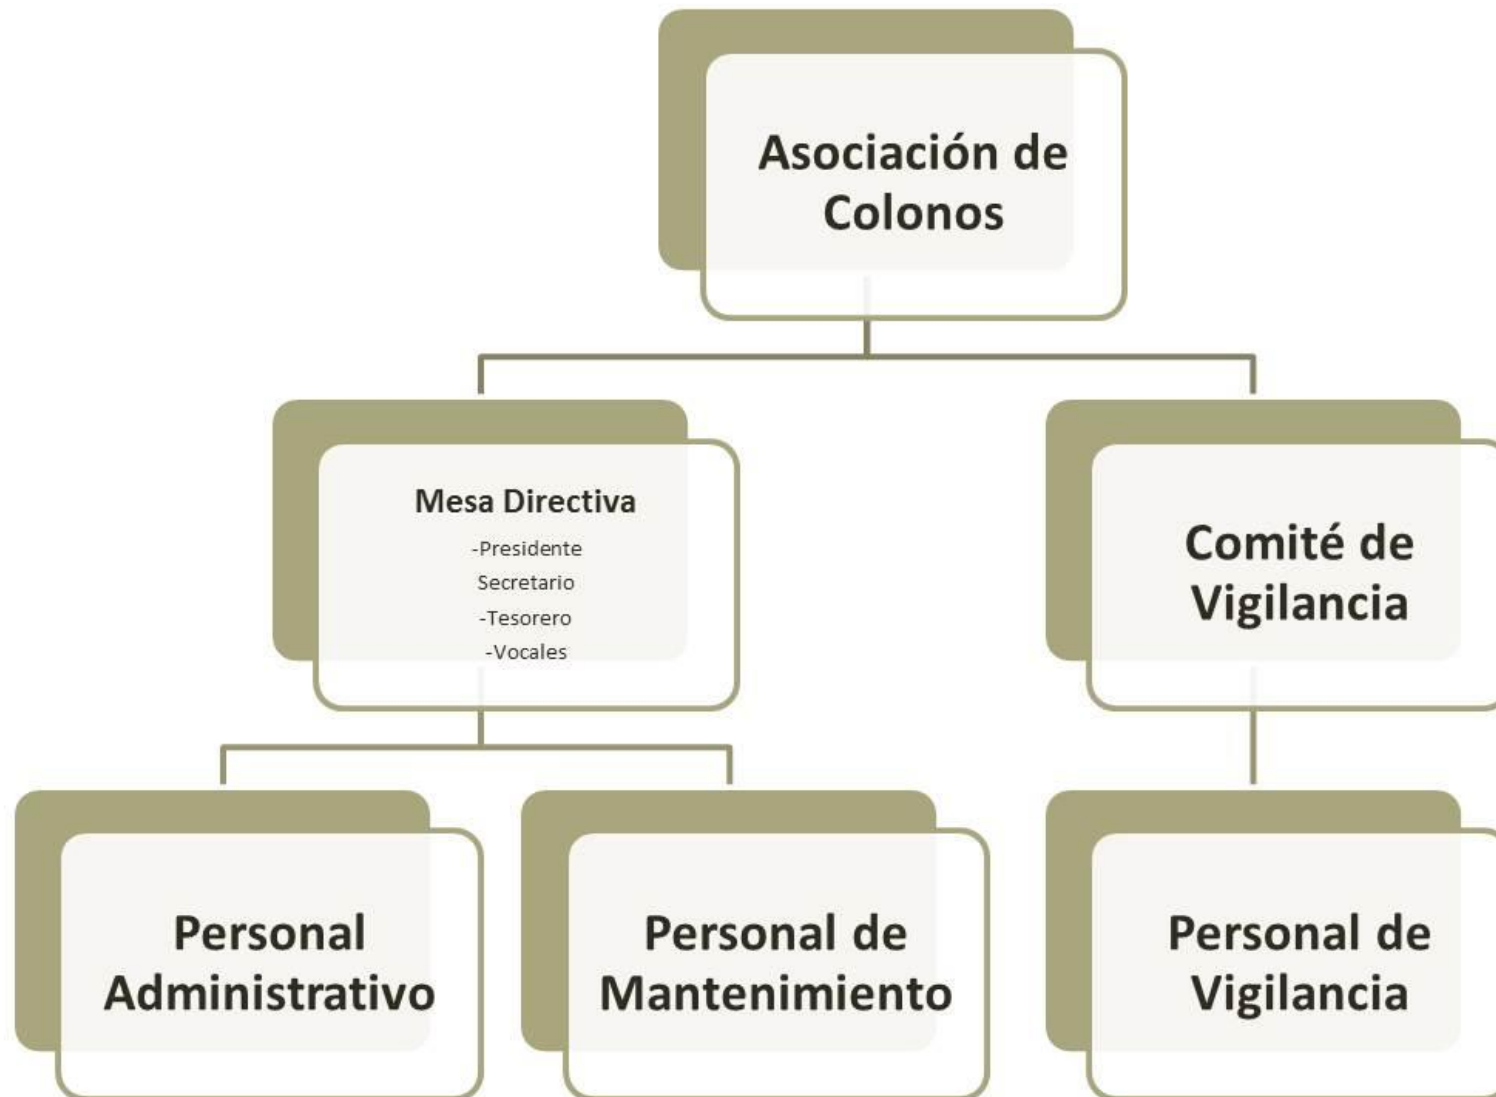 Asociación de
Colonos
Mesa Directiva
-Presidente
Secretario
-Tesorero
-Vocales
Comité de
Vigilancia
Personal
Administrativo
Personal de
Mantenimiento
Personal de
Vigilancia